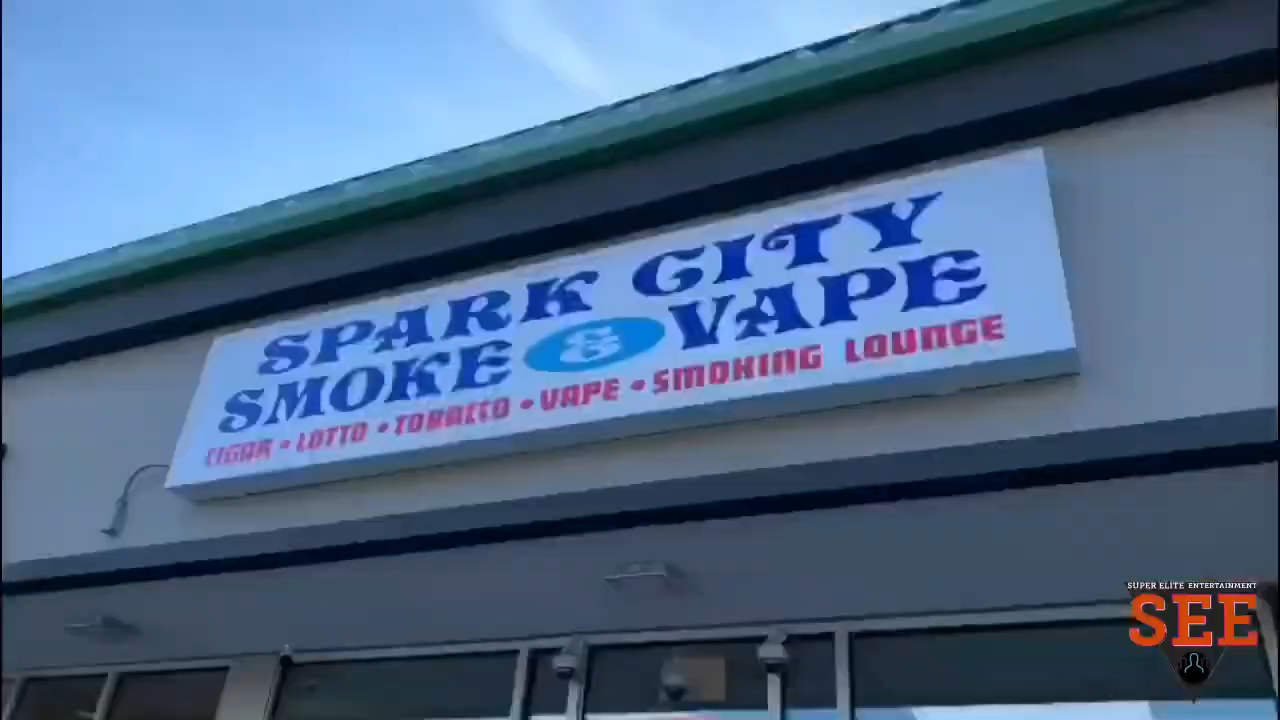 SPARK CITY
SMOKE & VAPE
CIGAR • LOTTO • TOBACCO • VAPE • SMOKING LOUNGE
SUPER ELITE ENTERTAINMENT
SEE